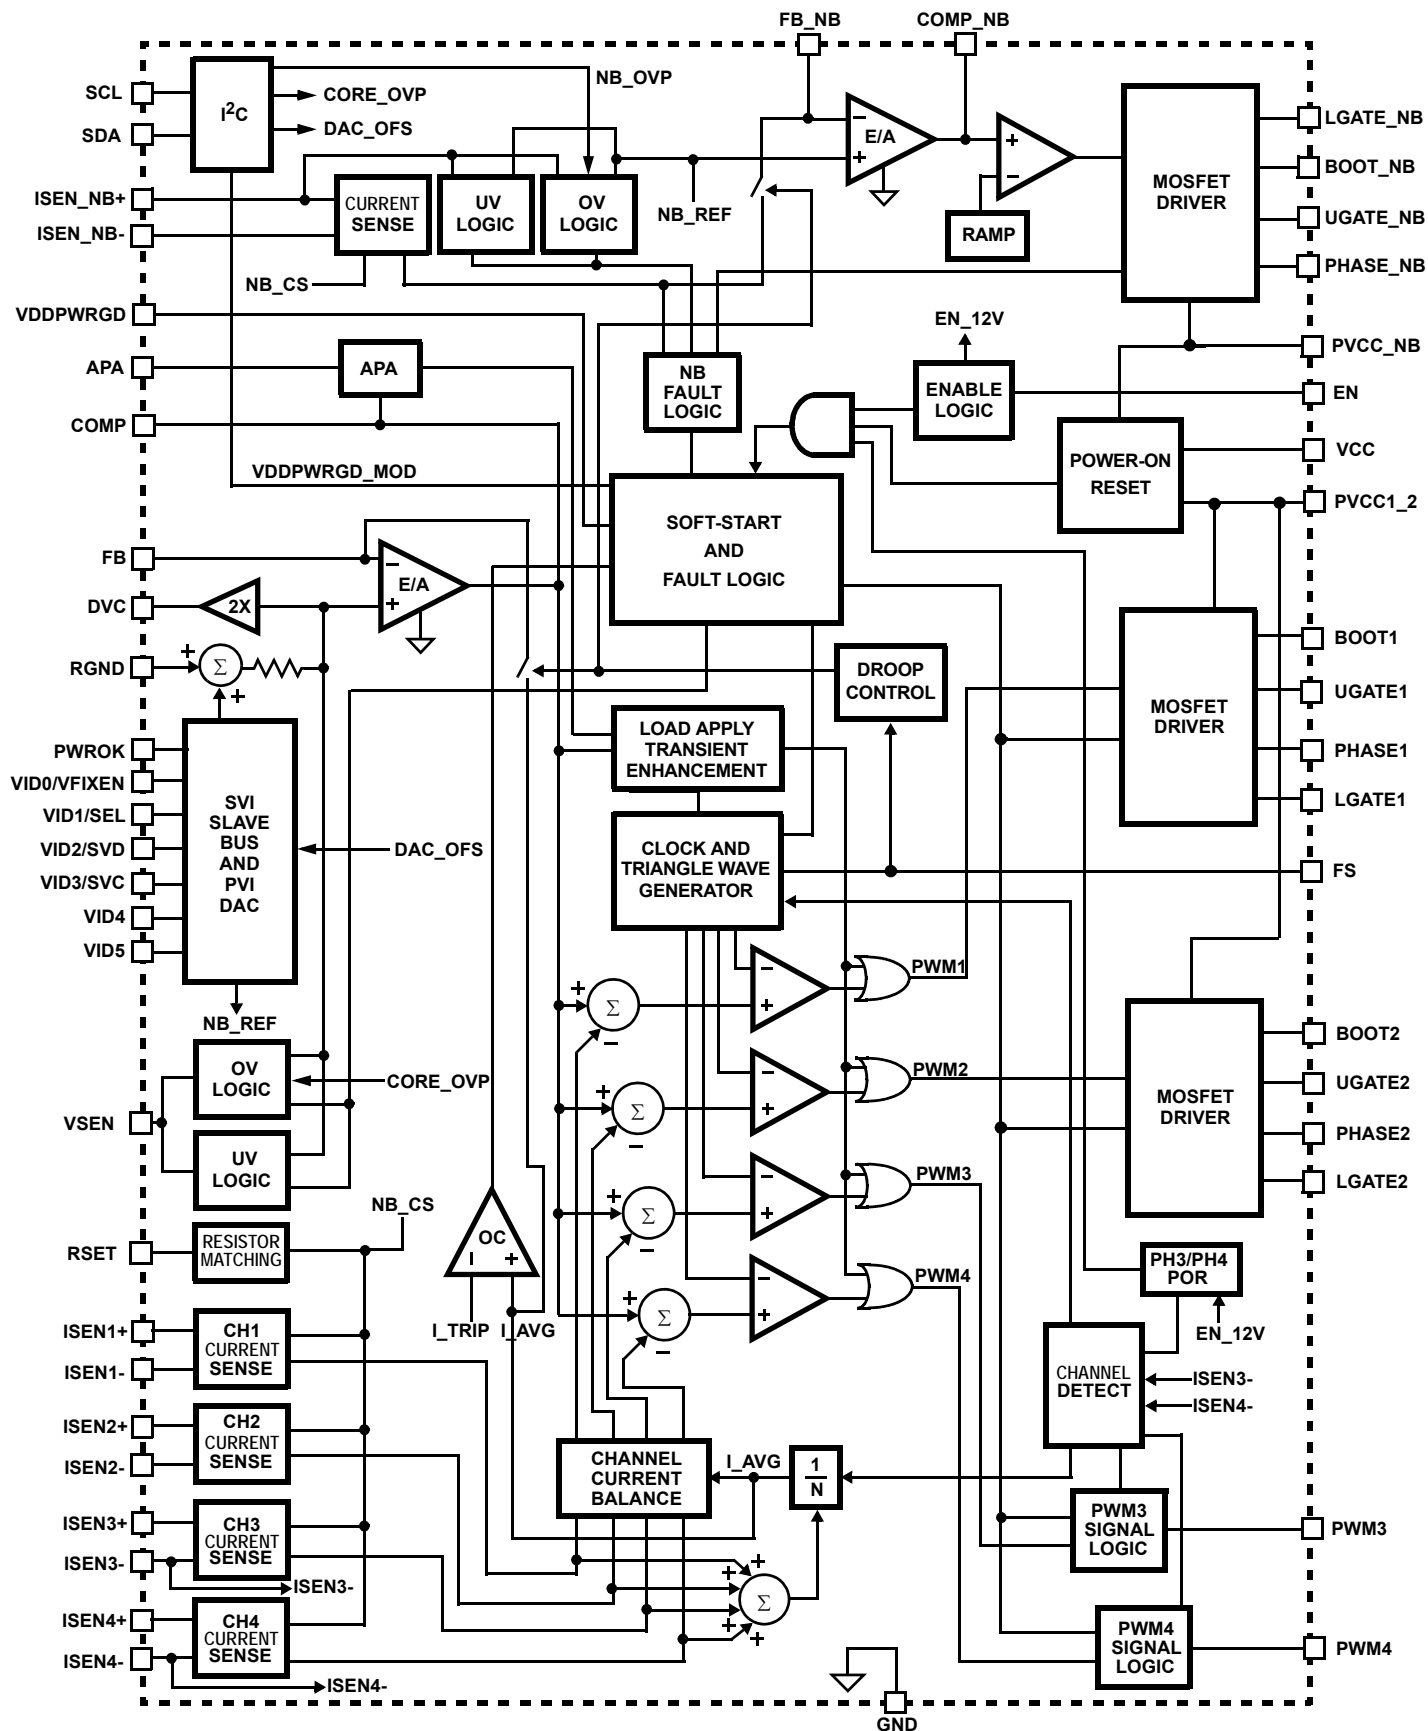 FB_NB
COMP_NB
SCL
SDA
I2C
CORE_OVP
DAC_OFS
NB_OVP
ISEN_NB+
ISEN_NB-
CURRENT
SENSE
UV
LOGIC
OV
LOGIC
NB_REF
NB_CS
−
+
E/A
+
−
RAMP
MOSFET
DRIVER
LGATE_NB
BOOT_NB
UGATE_NB
PHASE_NB
VDDPWRGD
APA
APA
COMP
NB
FAULT
LOGIC
EN_12V
ENABLE
LOGIC
PVCC_NB
EN
VCC
PVCC1_2
POWER-ON
RESET
VDDPWRGD_MOD
SOFT-START
AND
FAULT LOGIC
FB
DVC
2X
−
+
E/A
RGND
+
Σ
+
DROOP
CONTROL
MOSFET
DRIVER
BOOT1
UGATE1
PHASE1
LGATE1
LOAD APPLY
TRANSIENT
ENHANCEMENT
PWROK
VID0/VFIXEN
VID1/SEL
VID2/SVD
VID3/SVC
VID4
VID5
SVI
SLAVE
BUS
AND
PVI
DAC
DAC_OFS
CLOCK AND
TRIANGLE WAVE
GENERATOR
FS
NB_REF
+
Σ
−
−
+
PWM1
OV
LOGIC
CORE_OVP
VSEN
UV
LOGIC
+
Σ
−
−
+
PWM2
MOSFET
DRIVER
BOOT2
UGATE2
PHASE2
LGATE2
+
Σ
−
−
+
PWM3
NB_CS
RSET
RESISTOR
MATCHING
OC
−
+
I_TRIP
I_AVG
+
Σ
−
−
+
PWM4
PH3/PH4
POR
EN_12V
ISEN1+
ISEN1-
CH1
CURRENT
SENSE
CHANNEL
DETECT
ISEN3-
ISEN4-
ISEN2+
ISEN2-
CH2
CURRENT
SENSE
CHANNEL
CURRENT
BALANCE
I_AVG
1
N
ISEN3+
ISEN3-
CH3
CURRENT
SENSE
ISEN3-
PWM3
SIGNAL
LOGIC
PWM3
+
+
Σ
+
+
ISEN4+
ISEN4-
CH4
CURRENT
SENSE
ISEN4-
PWM4
SIGNAL
LOGIC
PWM4
GND